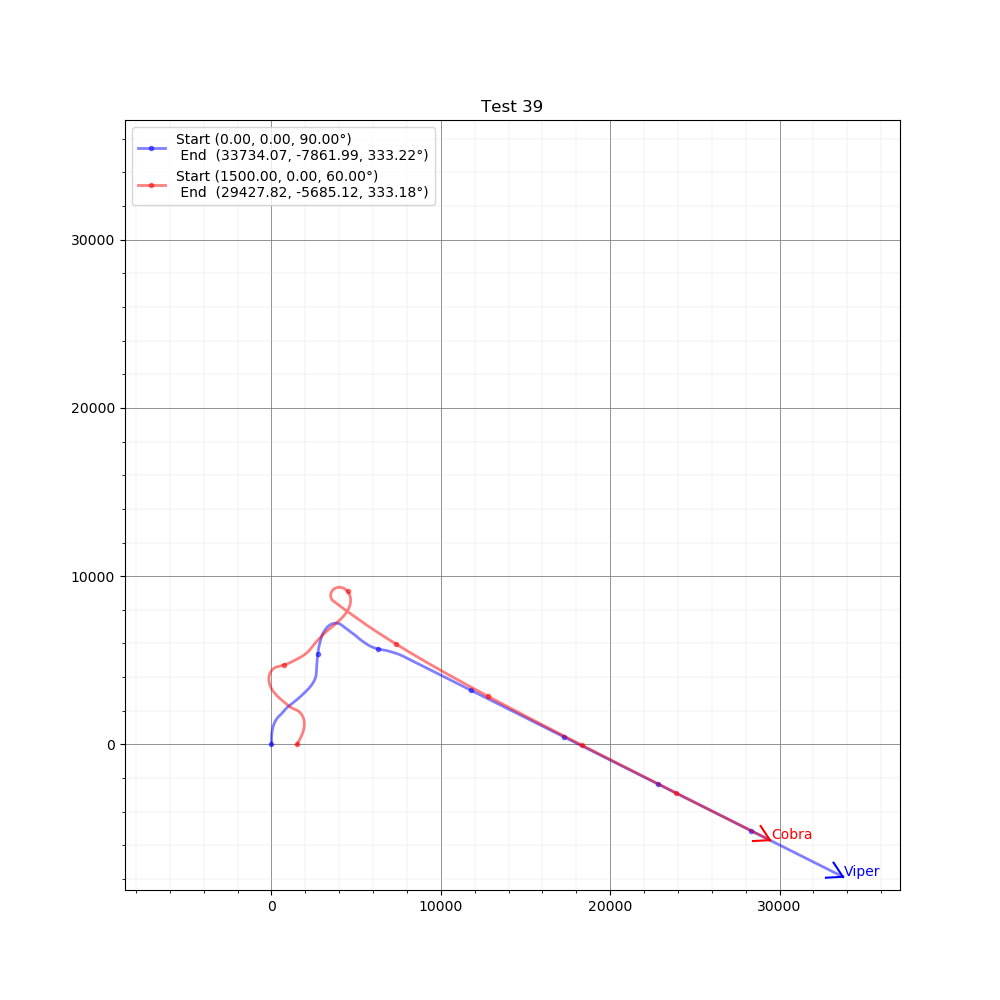 Test 39
Start (0.00, 0.00, 90.00°)
End  (33734.07, -7861.99, 333.22°)
Start (1500.00, 0.00, 60.00°)
End  (29427.82, -5685.12, 333.18°)
30000
20000
10000
0
Cobra
Viper
0
10000
20000
30000